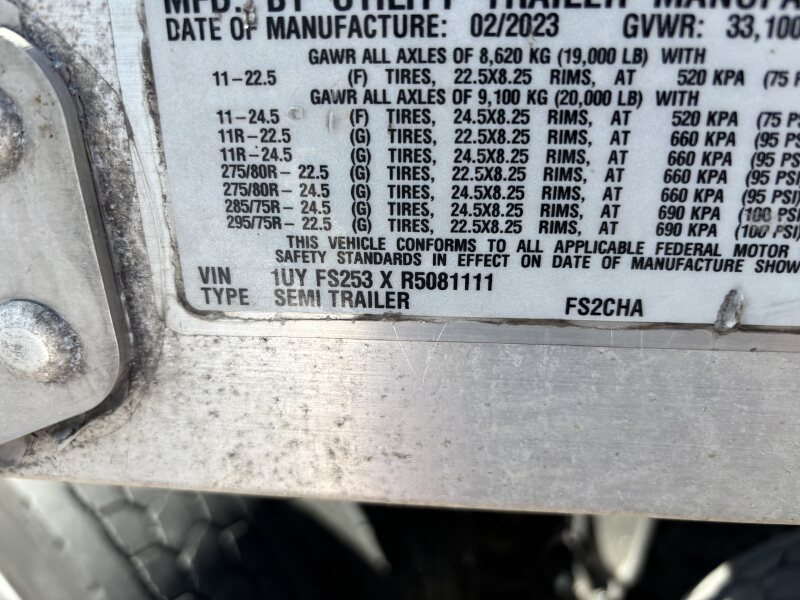 MFD. BY UTILITY TRAILER MANUFA
DATE OF MANUFACTURE: 02/2023 GVWR: 33,100
GAWR ALL AXLES OF 8,620 KG (19,000 LB) WITH
11-22.5 (F) TIRES, 22.5X8.25 RIMS, AT 520 KPA (75 P
GAWR ALL AXLES OF 9,100 KG (20,000 LB) WITH
11-24.5 (F) TIRES, 24.5X8.25 RIMS, AT 520 KPA (75 PS
11R-22.5 (G) TIRES, 22.5X8.25 RIMS, AT 660 KPA (95 PS
11R-24.5 (G) TIRES, 24.5X8.25 RIMS, AT 660 KPA (95 PS
275/80R-22.5 (G) TIRES, 22.5X8.25 RIMS, AT 660 KPA (95 PSI
275/80R-24.5 (G) TIRES, 24.5X8.25 RIMS, AT 660 KPA (95 PSI)
285/75R-24.5 (G) TIRES, 24.5X8.25 RIMS, AT 690 KPA (100 PSI)
295/75R-22.5 (G) TIRES, 22.5X8.25 RIMS, AT 690 KPA (100 PSI)
THIS VEHICLE CONFORMS TO ALL APPLICABLE FEDERAL MOTOR
SAFETY STANDARDS IN EFFECT ON DATE OF MANUFACTURE SHOW
VIN 1UY FS253 X R5081111
TYPE SEMI TRAILER FS2CHA